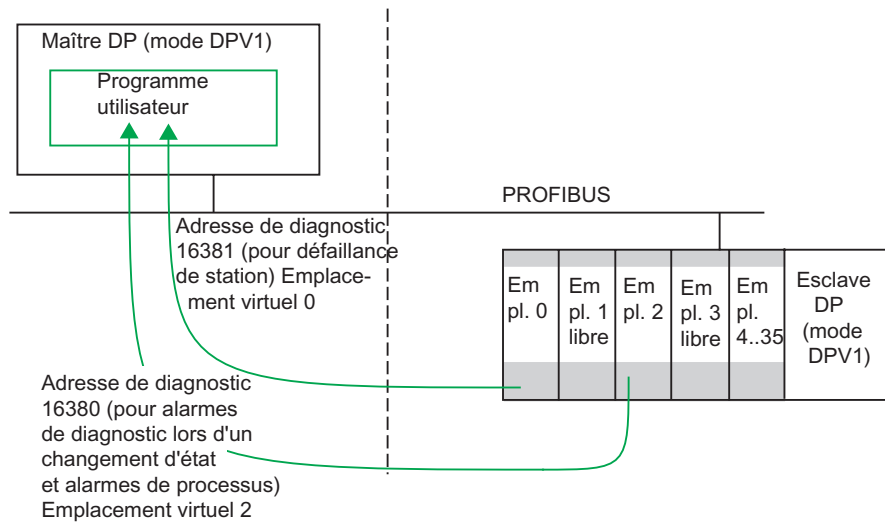 Maître DP (mode DPV1)
Programme
utilisateur
PROFIBUS
Adresse de diagnostic
16381 (pour défaillance
de station) Emplace-
ment virtuel 0
Em
pl. 0
Em
pl. 1
libre
Em
pl. 2
Em
pl. 3
libre
Em
pl.
4..35
Esclave
DP
(mode
DPV1)
Adresse de diagnostic
16380 (pour alarmes
de diagnostic lors d'un
changement d'état
et alarmes de processus)
Emplacement virtuel 2